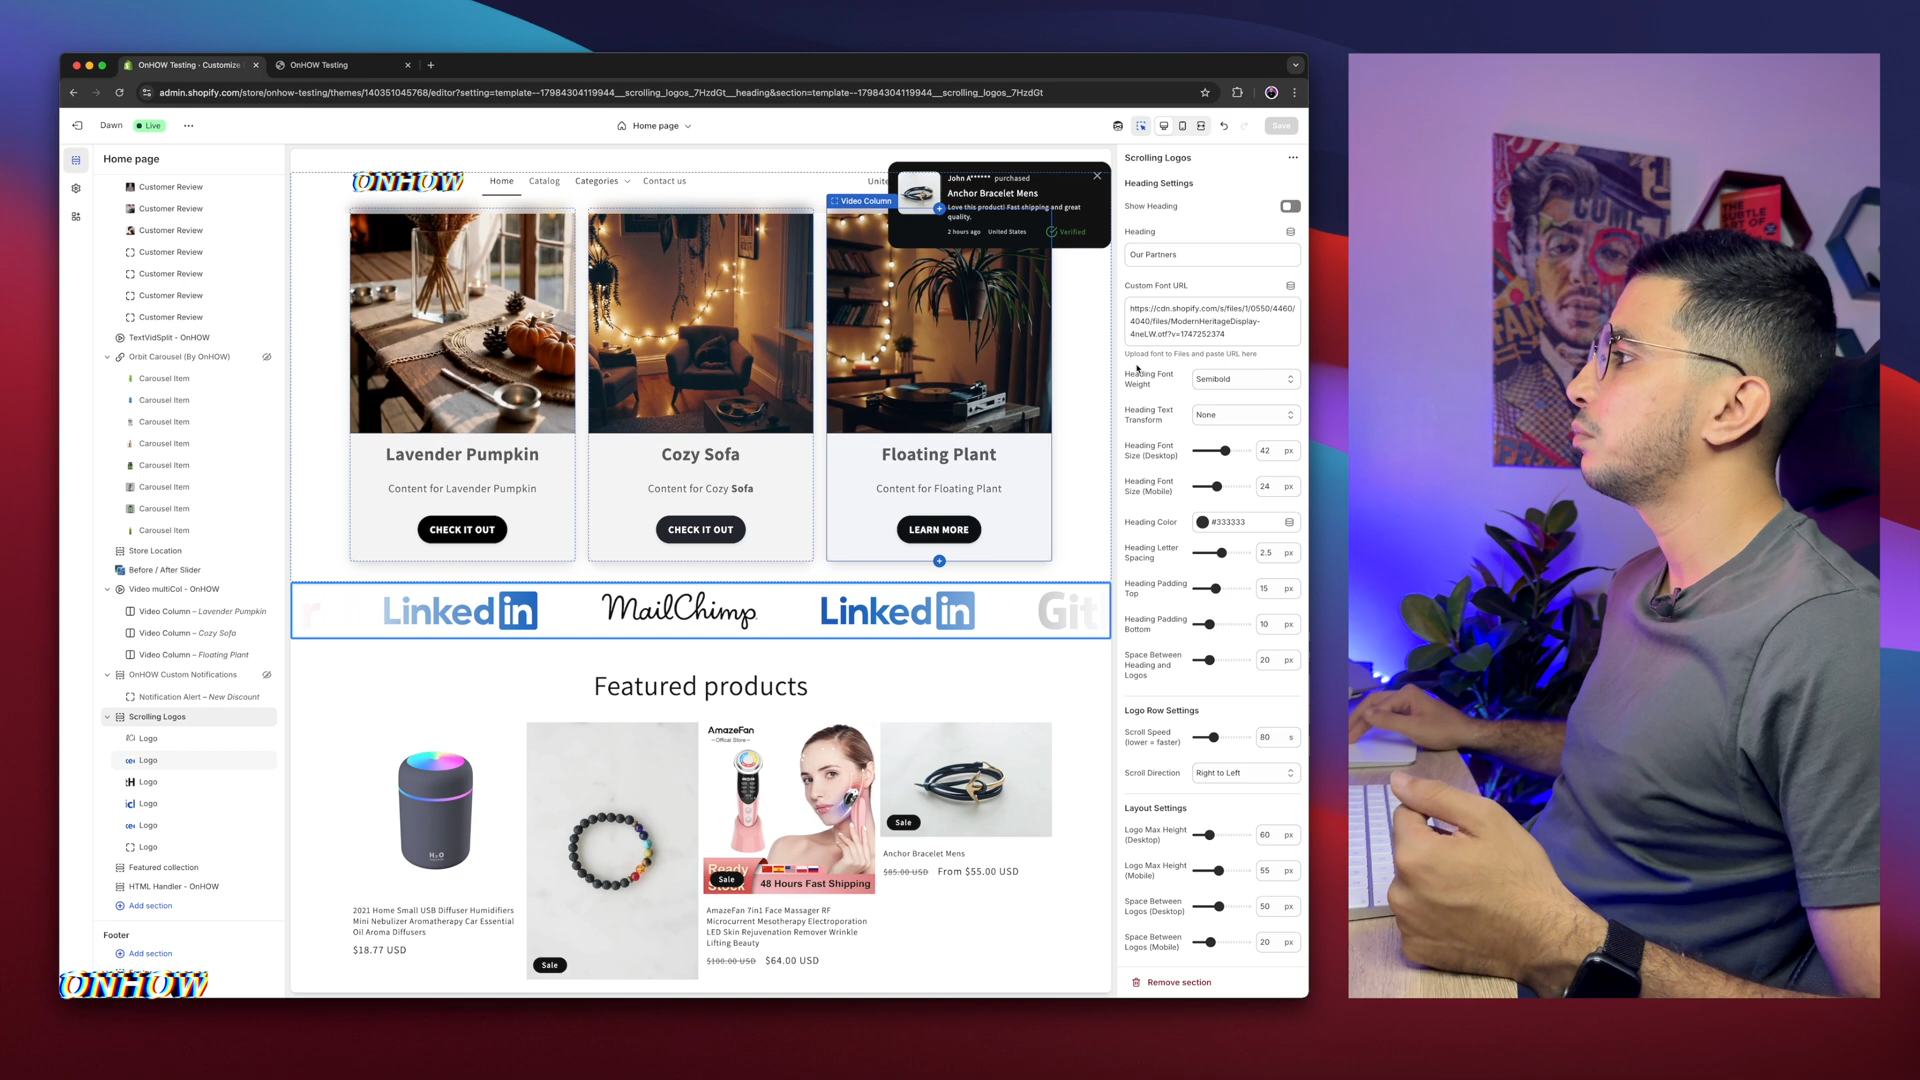 OnHOW Testing · Customize
OnHOW Testing
admin.shopify.com/store/onhow-testing/themes/140351045768/editor?setting=template--17984304119944__scrolling_logos_7HzdGt__heading&section=template--17984304119944__scrolling_logos_7HzdGt
Dawn
Live
Home page
Save
Home page
Customer Review
Customer Review
Customer Review
Customer Review
Customer Review
Customer Review
Customer Review
TextVidSplit - OnHOW
Orbit Carousel (By OnHOW)
Carousel Item
Carousel Item
Carousel Item
Carousel Item
Carousel Item
Carousel Item
Carousel Item
Carousel Item
Store Location
Before / After Slider
Video multiCol - OnHOW
Video Column – Lavender Pumpkin
Video Column – Cozy Sofa
Video Column – Floating Plant
OnHOW Custom Notifications
Notification Alert – New Discount
Scrolling Logos
Logo
Logo
Logo
Logo
Logo
Logo
Featured collection
HTML Handler - OnHOW
Add section
Footer
Add section
ONHOW
ONHOW
Home
Catalog
Categories
Contact us
Unite
Video Column
John A****** purchased
Anchor Bracelet Mens
Love this product! Fast shipping and great
quality.
2 hours ago
United States
Verified
Lavender Pumpkin
Content for Lavender Pumpkin
CHECK IT OUT
Cozy Sofa
Content for Cozy Sofa
CHECK IT OUT
Floating Plant
Content for Floating Plant
LEARN MORE
r
Linkedin
MailChimp
Linkedin
Git
Featured products
H₂O
2021 Home Small USB Diffuser Humidifiers
Mini Nebulizer Aromatherapy Car Essential
Oil Aroma Diffusers
$18.77 USD
Sale
AmazeFan
Official Store
Ready
Stock
Sale
48 Hours Fast Shipping
AmazeFan 7in1 Face Massager RF
Microcurrent Mesotherapy Electroporation
LED Skin Rejuvenation Remover Wrinkle
Lifting Beauty
$100.00 USD
$64.00 USD
Sale
Anchor Bracelet Mens
$85.00 USD
From $55.00 USD
Scrolling Logos
Heading Settings
Show Heading
Heading
Our Partners
Custom Font URL
https://cdn.shopify.com/s/files/1/0550/4460/
4040/files/ModernHeritageDisplay-
4neLW.otf?v=1747252374
Upload font to Files and paste URL here
Heading Font
Weight
Semibold
Heading Text
Transform
None
Heading Font
Size (Desktop)
42 px
Heading Font
Size (Mobile)
24 px
Heading Color
#333333
Heading Letter
Spacing
2.5 px
Heading Padding
Top
15 px
Heading Padding
Bottom
10 px
Space Between
Heading and
Logos
20 px
Logo Row Settings
Scroll Speed
(lower = faster)
80 s
Scroll Direction
Right to Left
Layout Settings
Logo Max Height
(Desktop)
60 px
Logo Max Height
(Mobile)
55 px
Space Between
Logos (Desktop)
50 px
Space Between
Logos (Mobile)
20 px
Remove section
THE
SUBTLE